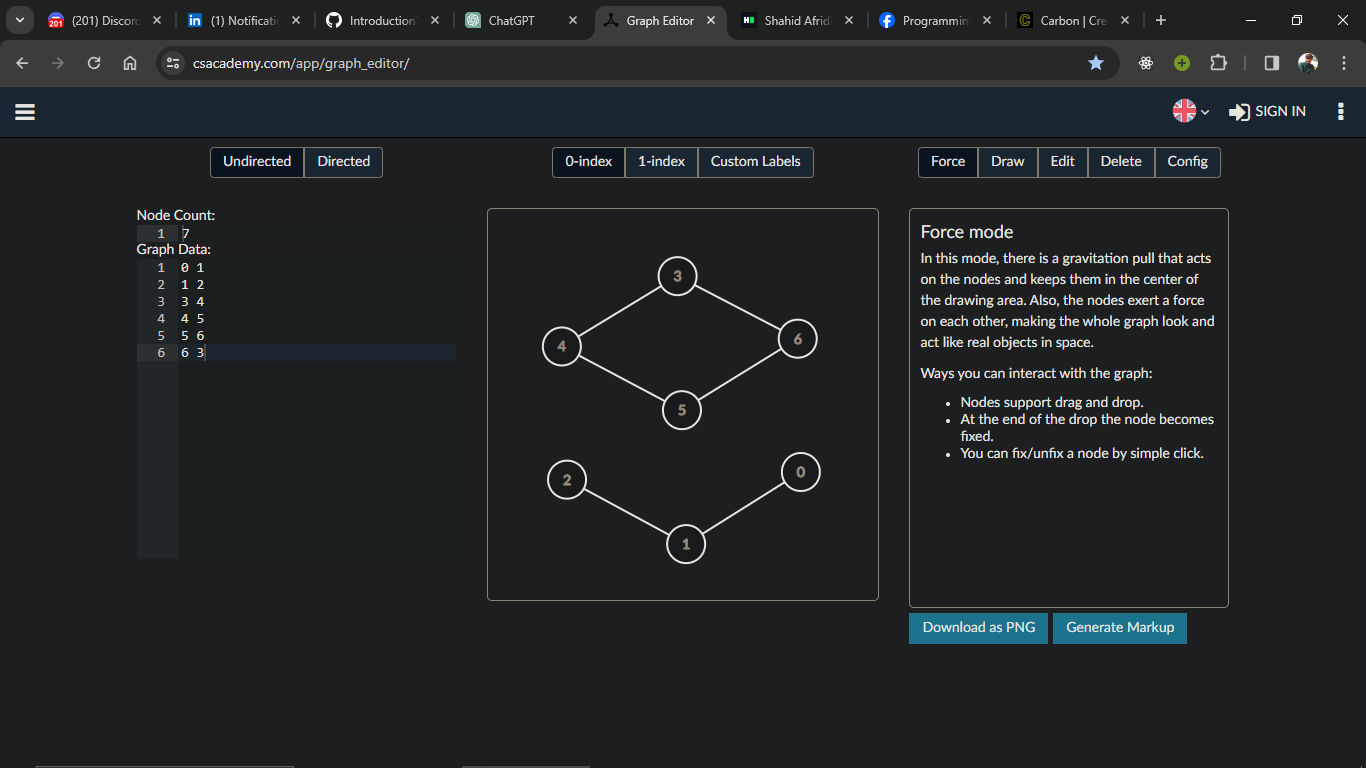 (201) Discord
(1) Notificati
Introduction
ChatGPT
Graph Editor
Shahid Afrid
Programmin
Carbon | Cre
csacademy.com/app/graph_editor/
SIGN IN
Undirected Directed
0-index 1-index Custom Labels
Force Draw Edit Delete Config
Node Count:
1 7
Graph Data:
1 0 1
2 1 2
3 3 4
4 4 5
5 5 6
6 6 3
3
4
6
5
2
0
1
Force mode
In this mode, there is a gravitation pull that acts
on the nodes and keeps them in the center of
the drawing area. Also, the nodes exert a force
on each other, making the whole graph look and
act like real objects in space.
Ways you can interact with the graph:
• Nodes support drag and drop.
• At the end of the drop the node becomes
fixed.
• You can fix/unfix a node by simple click.
Download as PNG Generate Markup